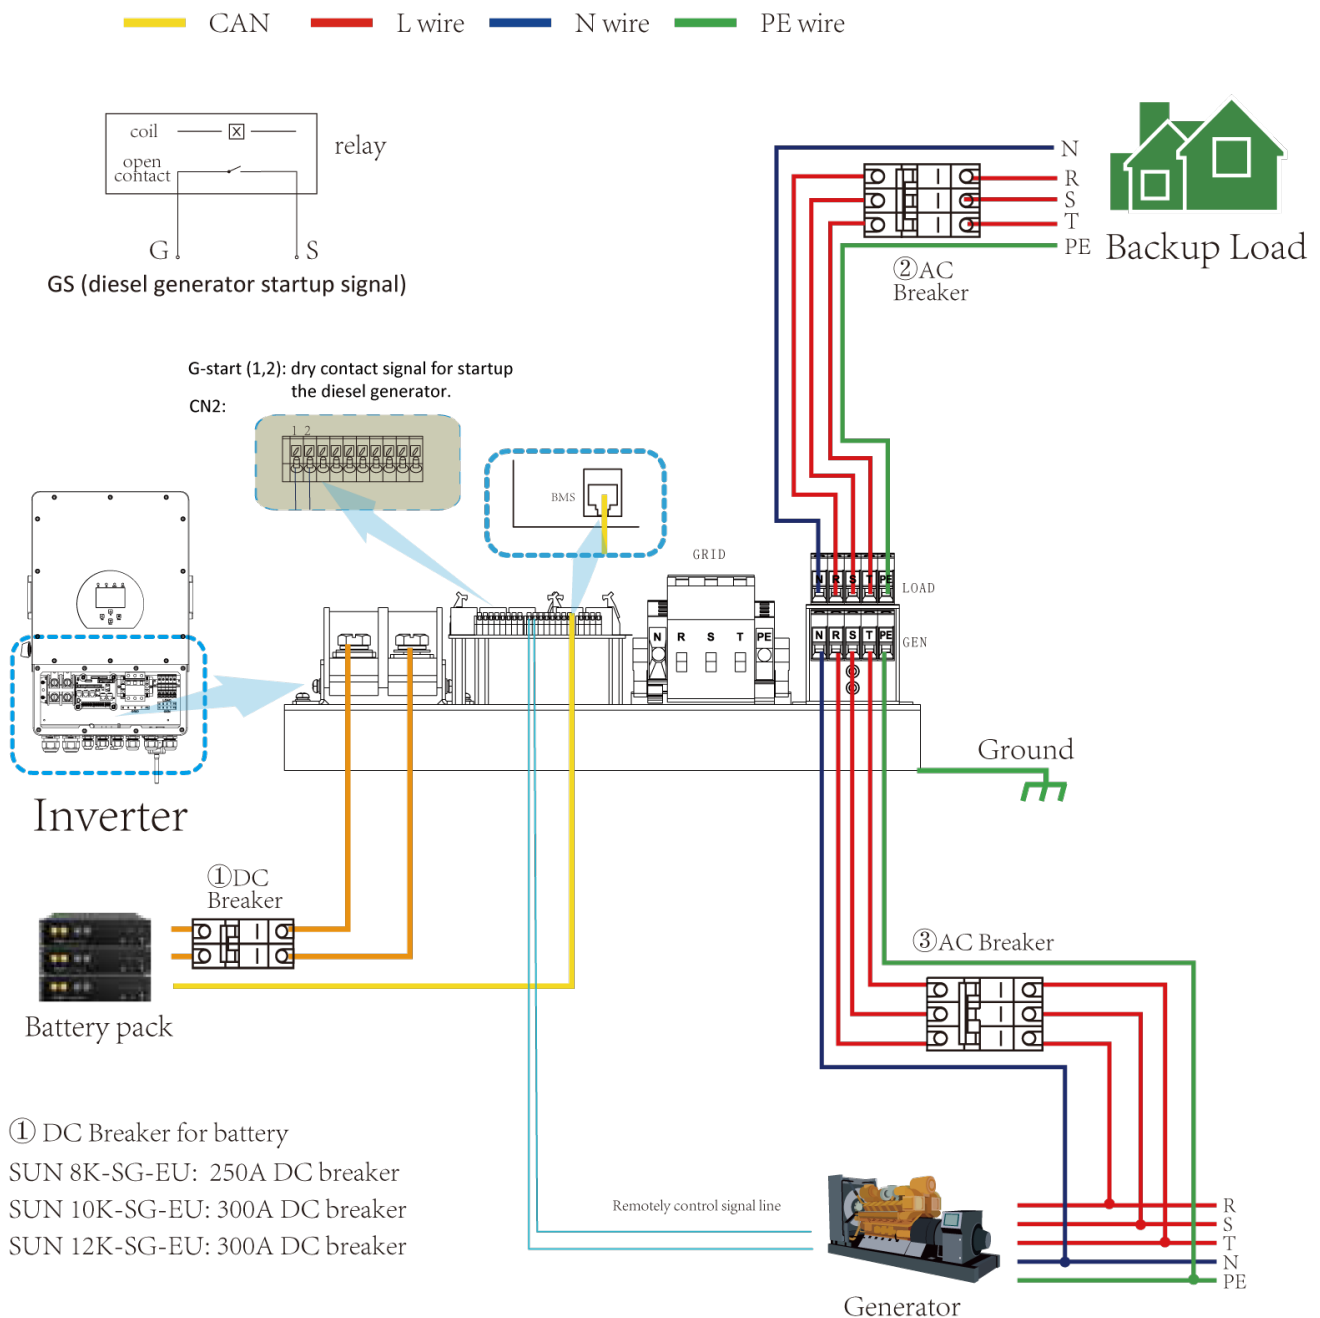 CAN
L wire
N wire
PE wire
coil
open
contact
relay
G
S
GS (diesel generator startup signal)
N
R
S
T
PE
Backup Load
②AC
Breaker
G-start (1,2): dry contact signal for startup
the diesel generator.
CN2:
1 2
BMS
GRID
N R S T PE
N R S T PE
LOAD
N R S T PE
GEN
Ground
Inverter
①DC
Breaker
Battery pack
③AC Breaker
① DC Breaker for battery
SUN 8K-SG-EU: 250A DC breaker
SUN 10K-SG-EU: 300A DC breaker
SUN 12K-SG-EU: 300A DC breaker
Remotely control signal line
R
S
T
N
PE
Generator